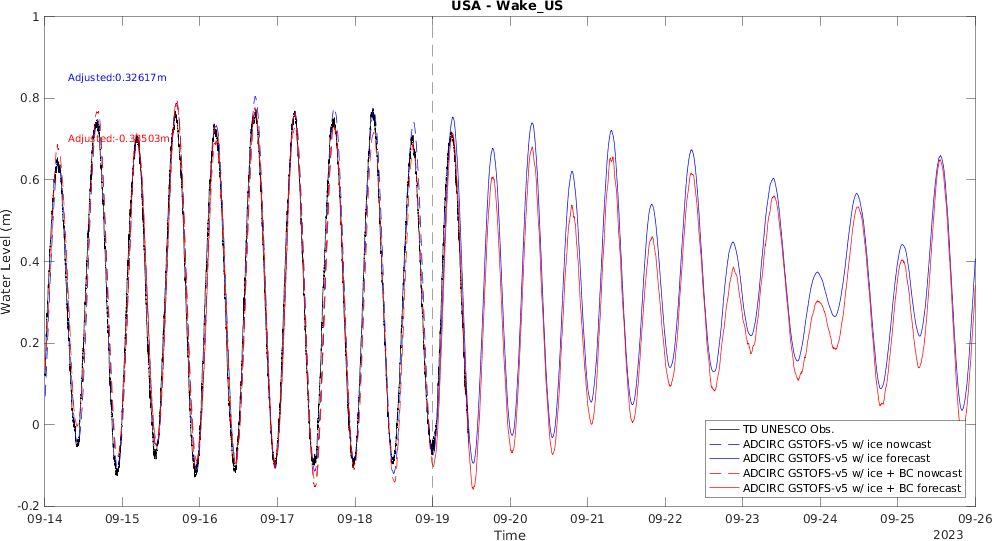 USA - Wake_US
1
0.8
0.6
0.4
0.2
0
-0.2
Water Level (m)
Adjusted:0.32617m
TD UNESCO Obs.
ADCIRC GSTOFS-v5 w/ ice nowcast
ADCIRC GSTOFS-v5 w/ ice forecast
ADCIRC GSTOFS-v5 w/ ice + BC nowcast
ADCIRC GSTOFS-v5 w/ ice + BC forecast
09-14 09-15 09-16 09-17 09-18 09-19 09-20 09-21 09-22 09-23 09-24 09-25 09-26
Time
2023